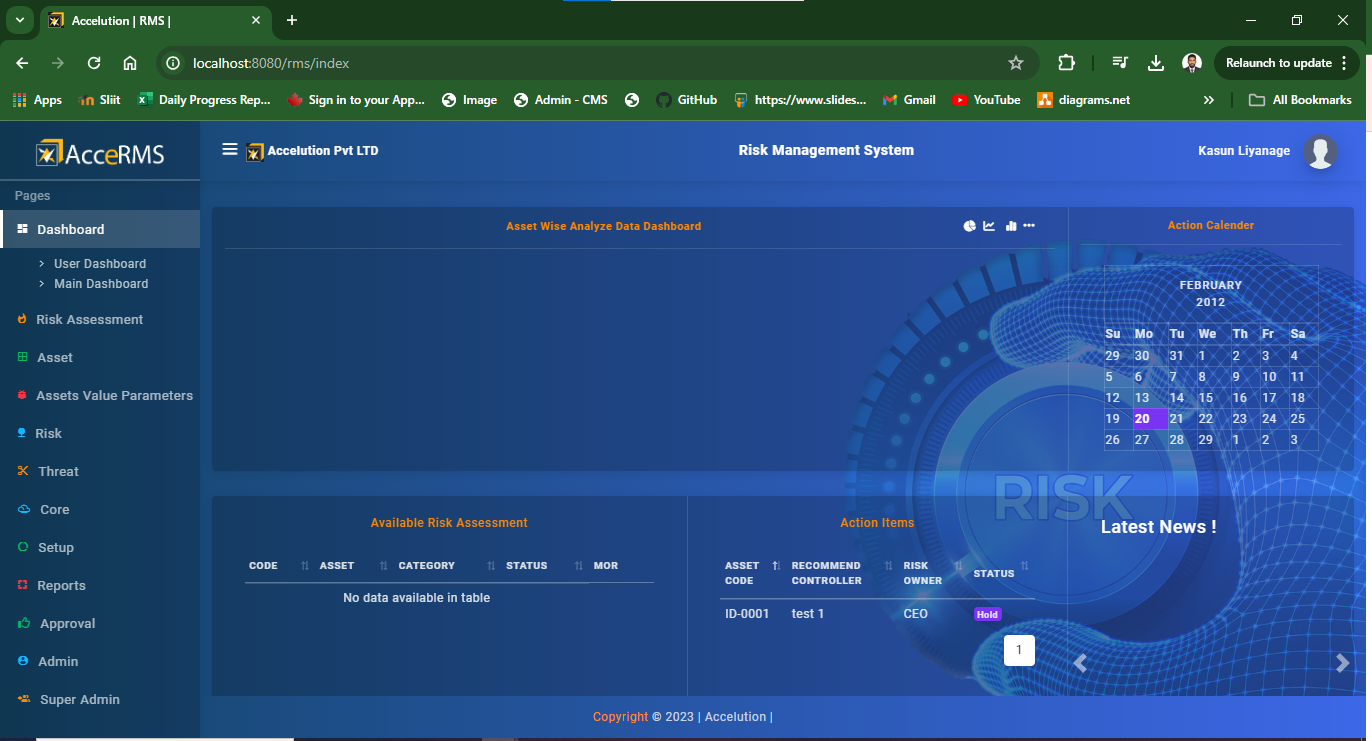 Accelution | RMS |
localhost:8080/rms/index
Relaunch to update
Apps
Sliit
Daily Progress Rep...
Sign in to your App...
Image
Admin - CMS
GitHub
https://www.slides...
Gmail
YouTube
diagrams.net
All Bookmarks
AcceRMS
Accelution Pvt LTD
Risk Management System
Kasun Liyanage
Pages
Dashboard
User Dashboard
Main Dashboard
Risk Assessment
Asset
Assets Value Parameters
Risk
Threat
Core
Setup
Reports
Approval
Admin
Super Admin
Asset Wise Analyze Data Dashboard
Action Calender
FEBRUARY
2012
Su Mo Tu We Th Fr Sa
29 30 31 1 2 3 4
5 6 7 8 9 10 11
12 13 14 15 16 17 18
19 20 21 22 23 24 25
26 27 28 29 1 2 3
RISK
Available Risk Assessment
CODE ASSET CATEGORY STATUS MOR
No data available in table
Action Items
ASSET CODE RECOMMEND CONTROLLER RISK OWNER STATUS
ID-0001 test 1 CEO Hold
1
Latest News !
Copyright © 2023 | Accelution |